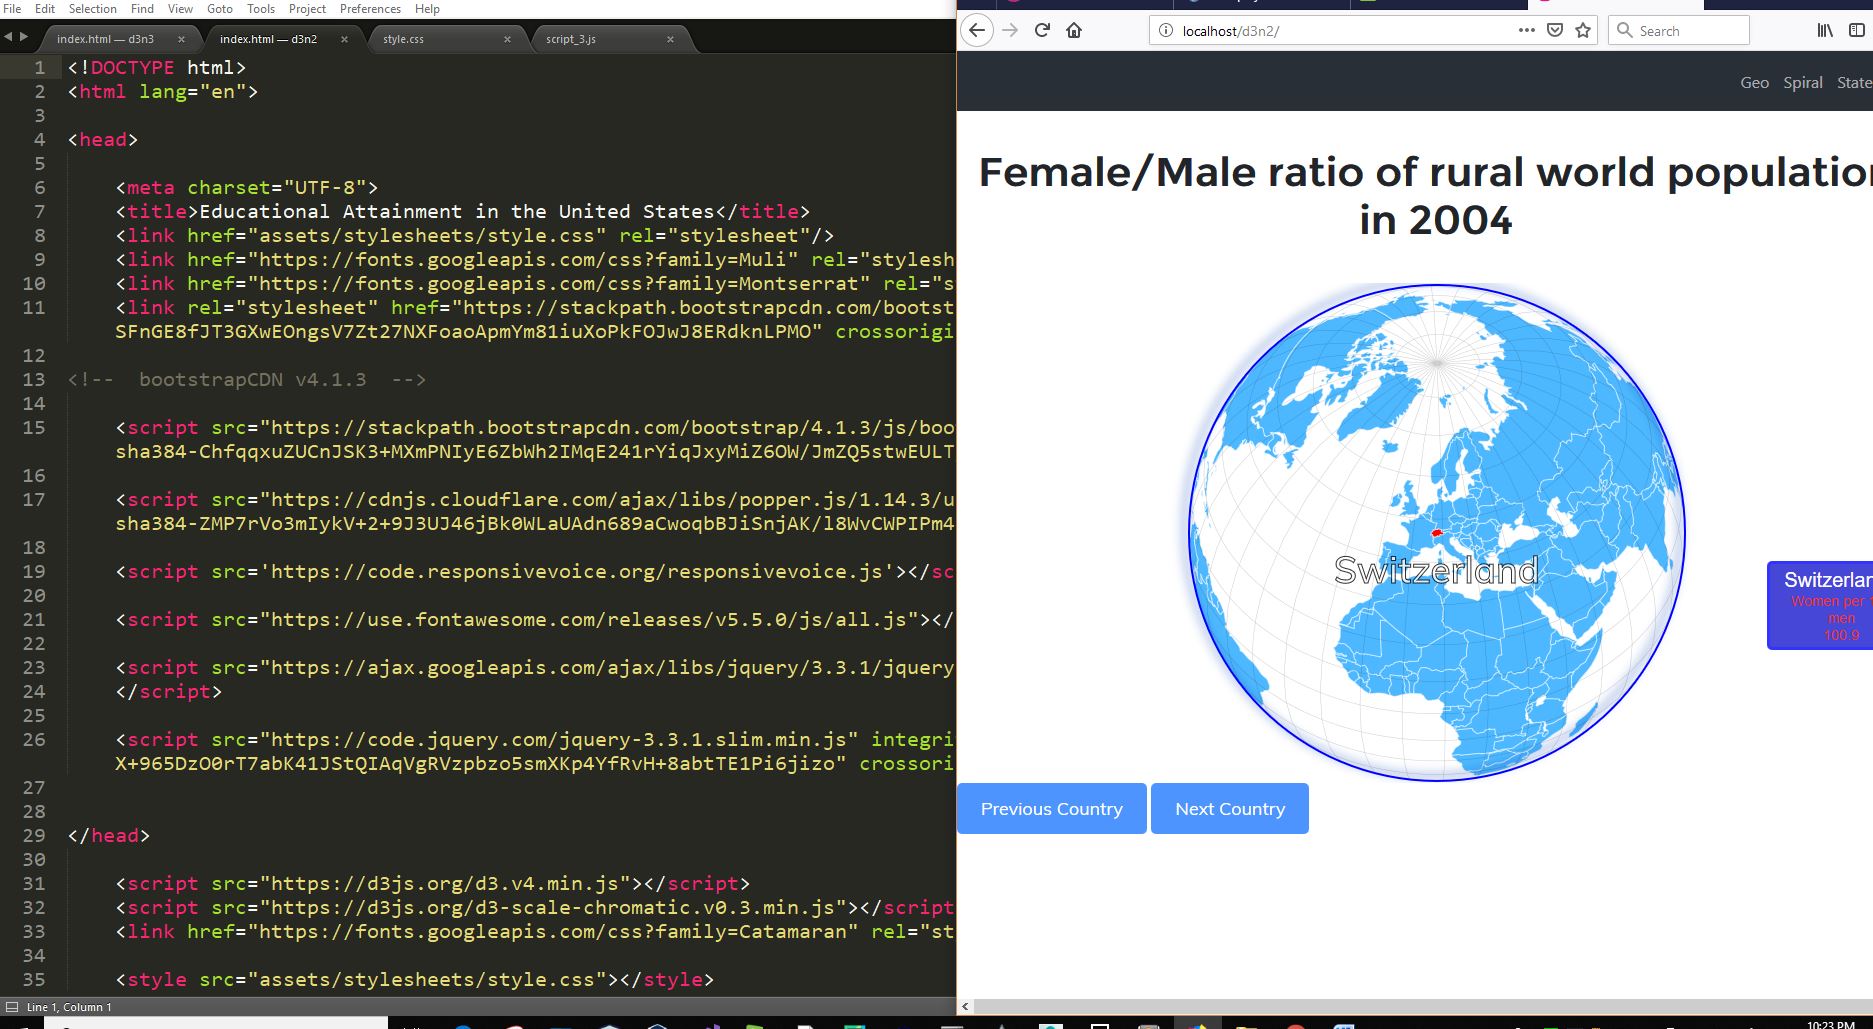 File Edit Selection Find View Goto Tools Project Preferences Help
index.html — d3n3 × index.html — d3n2 × style.css × script_3.js ×
1 <!DOCTYPE html>
2 <html lang="en">
3
4 <head>
5
6 <meta charset="UTF-8">
7 <title>Educational Attainment in the United States</title>
8 <link href="assets/stylesheets/style.css" rel="stylesheet"/>
9 <link href="https://fonts.googleapis.com/css?family=Muli" rel="stylesh
10 <link href="https://fonts.googleapis.com/css?family=Montserrat" rel="s
11 <link rel="stylesheet" href="https://stackpath.bootstrapcdn.com/bootst
SFnGE8fJT3GXwEOngsV7Zt27NXFoaoApmYm81iuXoPkFOJwJ8ERdknLPMO" crossorigi
12
13 <!-- bootstrapCDN v4.1.3 -->
14
15 <script src="https://stackpath.bootstrapcdn.com/bootstrap/4.1.3/js/boo
sha384-ChfqqxuZUCnJSK3+MXmPNIyE6ZbWh2IMqE241rYiqJxyMiZ6OW/JmZQ5stwEULT
16
17 <script src="https://cdnjs.cloudflare.com/ajax/libs/popper.js/1.14.3/u
sha384-ZMP7rVo3mIykV+2+9J3UJ46jBk0WLaUAdn689aCwoqbBJiSnjAK/l8WvCWPIPm4
18
19 <script src='https://code.responsivevoice.org/responsivevoice.js'></sc
20
21 <script src="https://use.fontawesome.com/releases/v5.5.0/js/all.js"></
22
23 <script src="https://ajax.googleapis.com/ajax/libs/jquery/3.3.1/jquery
24 </script>
25
26 <script src="https://code.jquery.com/jquery-3.3.1.slim.min.js" integri
X+965DzO0rT7abK41JStQIAqVgRVzpbzo5smXKp4YfRvH+8abtTE1Pi6jizo" crossori
27
28
29 </head>
30
31 <script src="https://d3js.org/d3.v4.min.js"></script>
32 <script src="https://d3js.org/d3-scale-chromatic.v0.3.min.js"></script
33 <link href="https://fonts.googleapis.com/css?family=Catamaran" rel="st
34
35 <style src="assets/stylesheets/style.css"></style>
Line 1, Column 1
localhost/d3n2/
Search
Geo Spiral State
Female/Male ratio of rural world population
in 2004
Switzerland
Switzerlan
Women per 1
men
100.9
Previous Country Next Country
10:23 PM